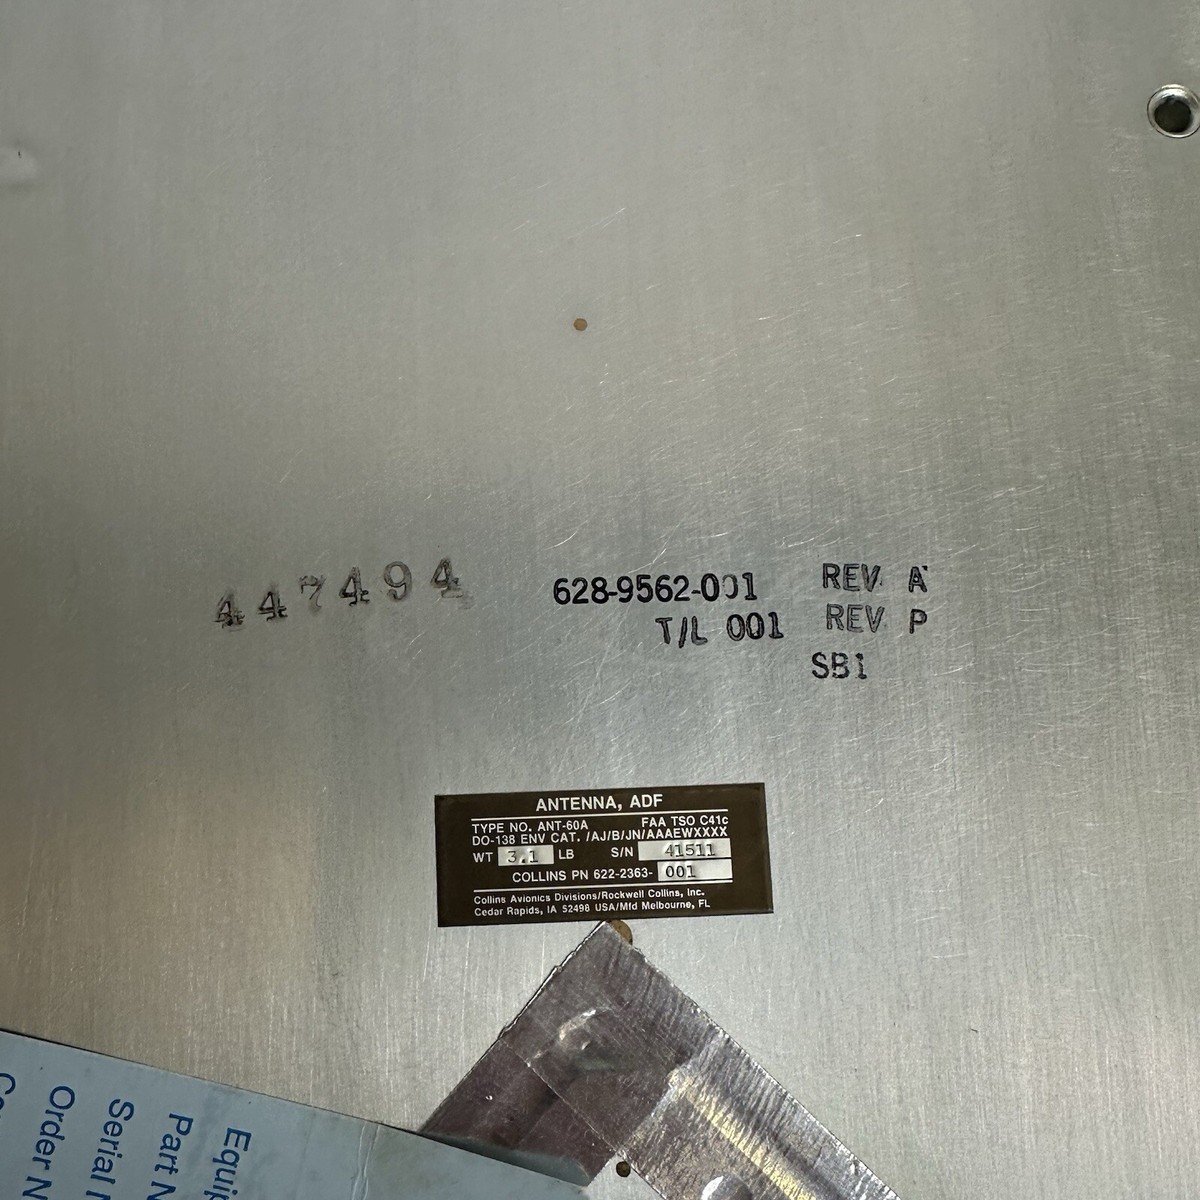 447494
628-9562-001 REV A
T/L 001 REV P
SB1
ANTENNA, ADF
TYPE NO. ANT-60A FAA TSO C41c
DO-138 ENV CAT. /AJ/B/JN/AAAEWXXXX
WT 3.1 LB S/N 41511
COLLINS PN 622-2363- 001
Collins Avionics Divisions/Rockwell Collins, Inc.
Cedar Rapids, IA 52498 USA/Mfd Melbourne, FL
Equip
Part N
Serial
Order N